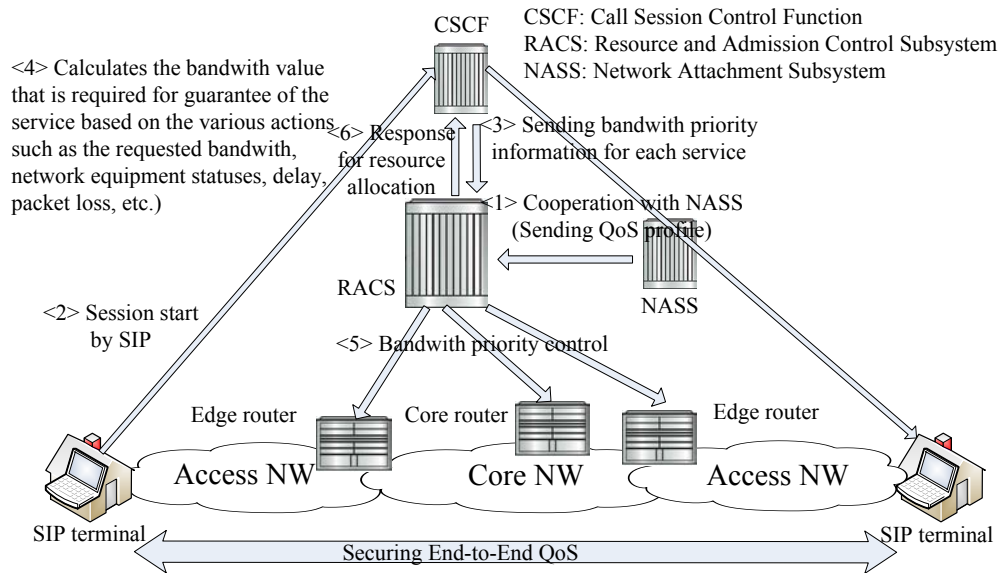 CSCF
CSCF: Call Session Control Function
RACS: Resource and Admission Control Subsystem
NASS: Network Attachment Subsystem
<4> Calculates the bandwith value
that is required for guarantee of the
service based on the various actions
such as the requested bandwith,
network equipment statuses, delay,
packet loss, etc.)
<6> Response
for resource
allocation
<3> Sending bandwith priority
information for each service
<1> Cooperation with NASS
(Sending QoS profile)
RACS
NASS
<2> Session start
by SIP
<5> Bandwith priority control
Edge router
Core router
Edge router
Access NW
Core NW
Access NW
SIP terminal
SIP terminal
Securing End-to-End QoS